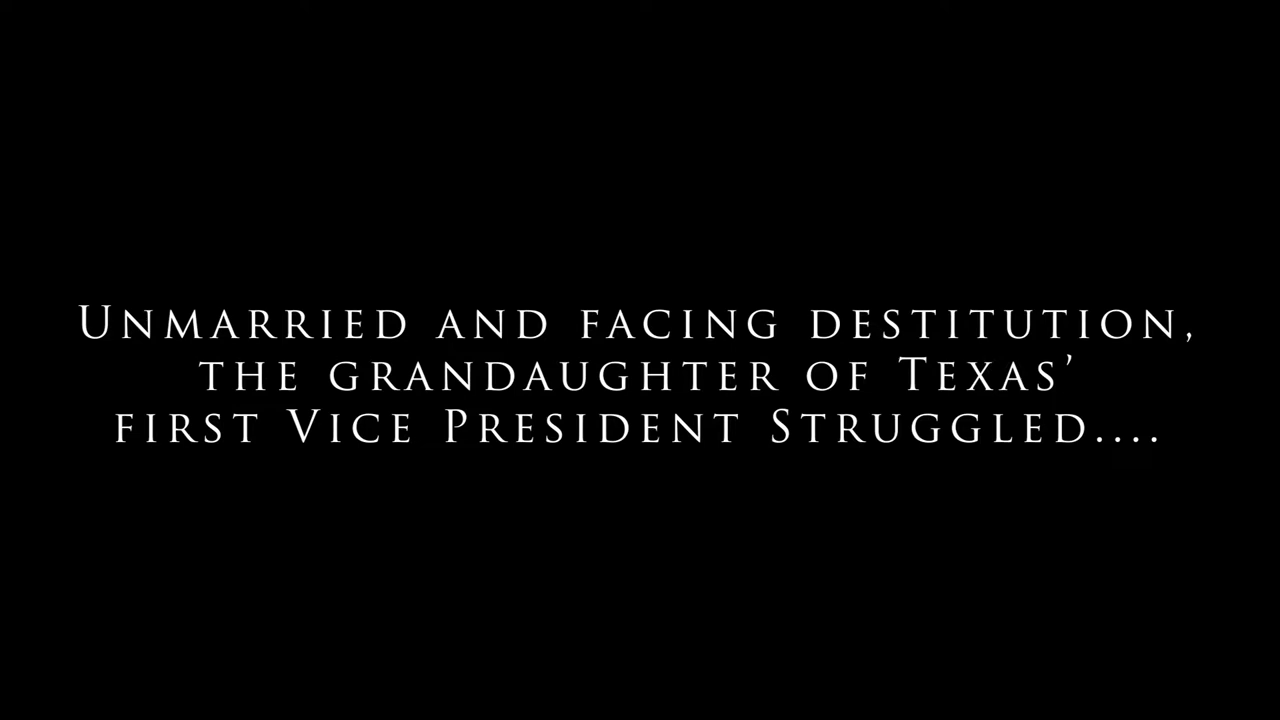 Unmarried and facing destitution,
the grandaughter of Texas’
first Vice President Struggled....